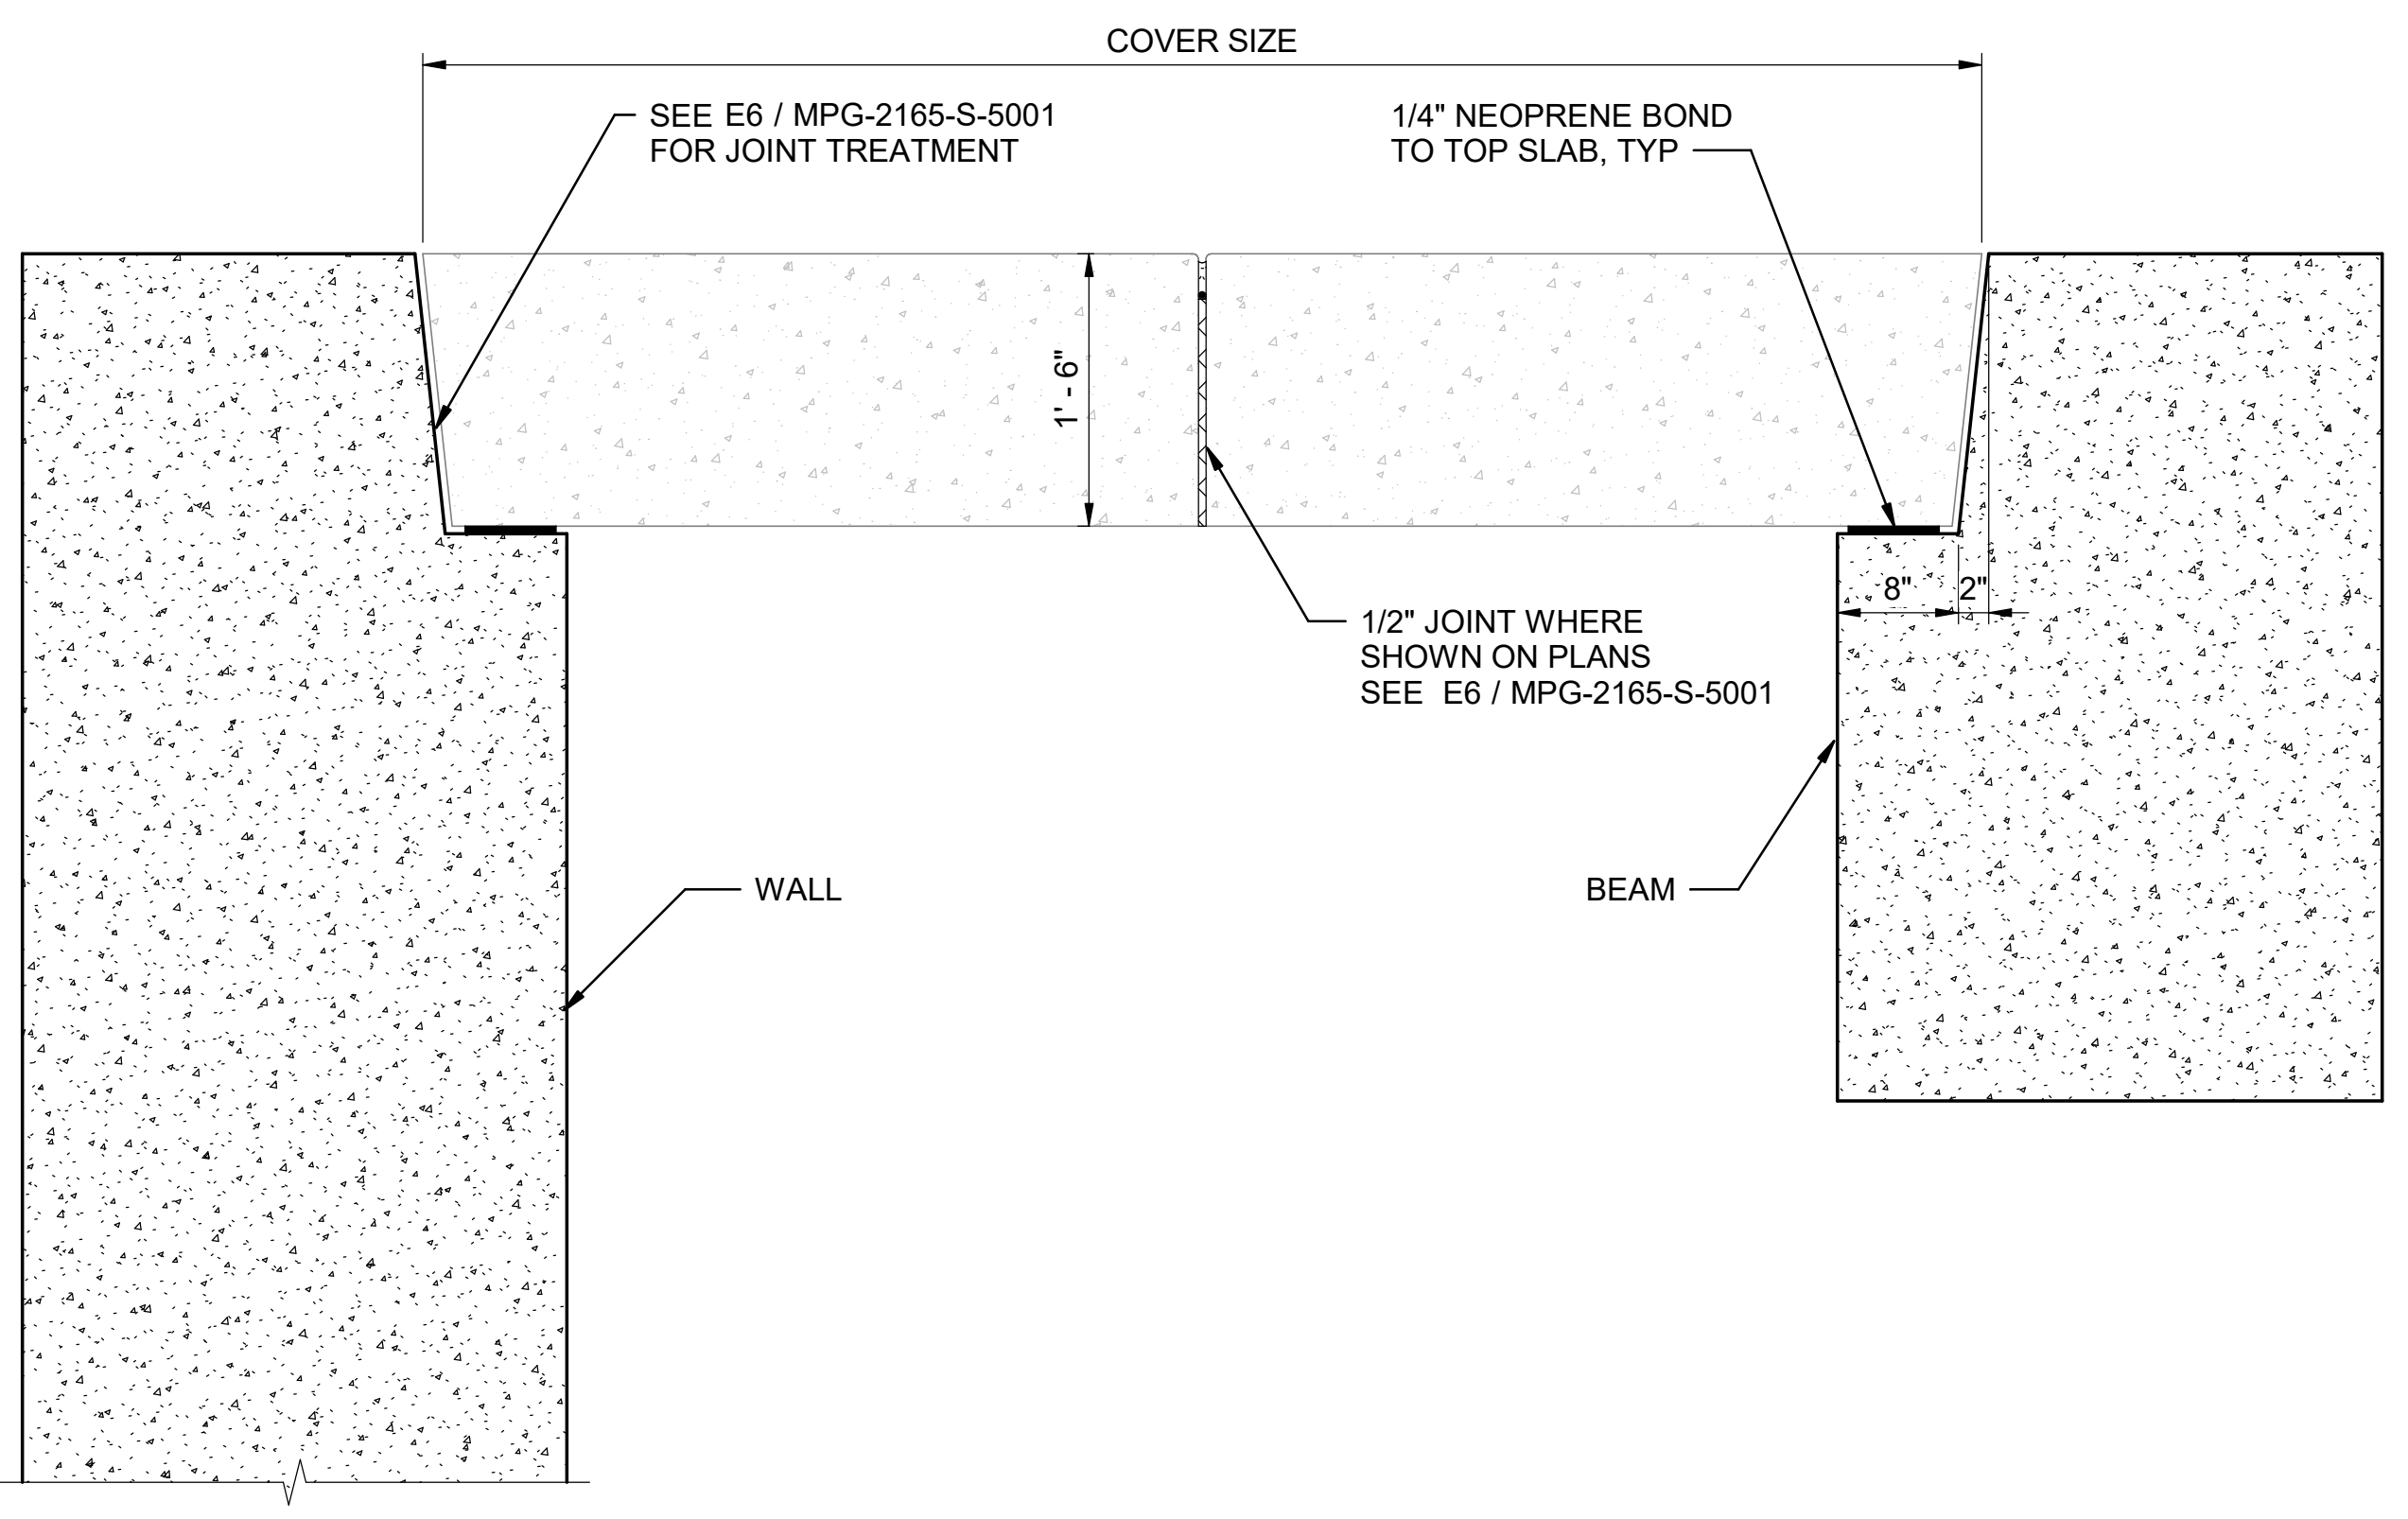 COVER SIZE
SEE E6 / MPG-2165-S-5001
FOR JOINT TREATMENT
1/4" NEOPRENE BOND
TO TOP SLAB, TYP
1' - 6"
8"
2"
1/2" JOINT WHERE
SHOWN ON PLANS
SEE  E6 / MPG-2165-S-5001
WALL
BEAM